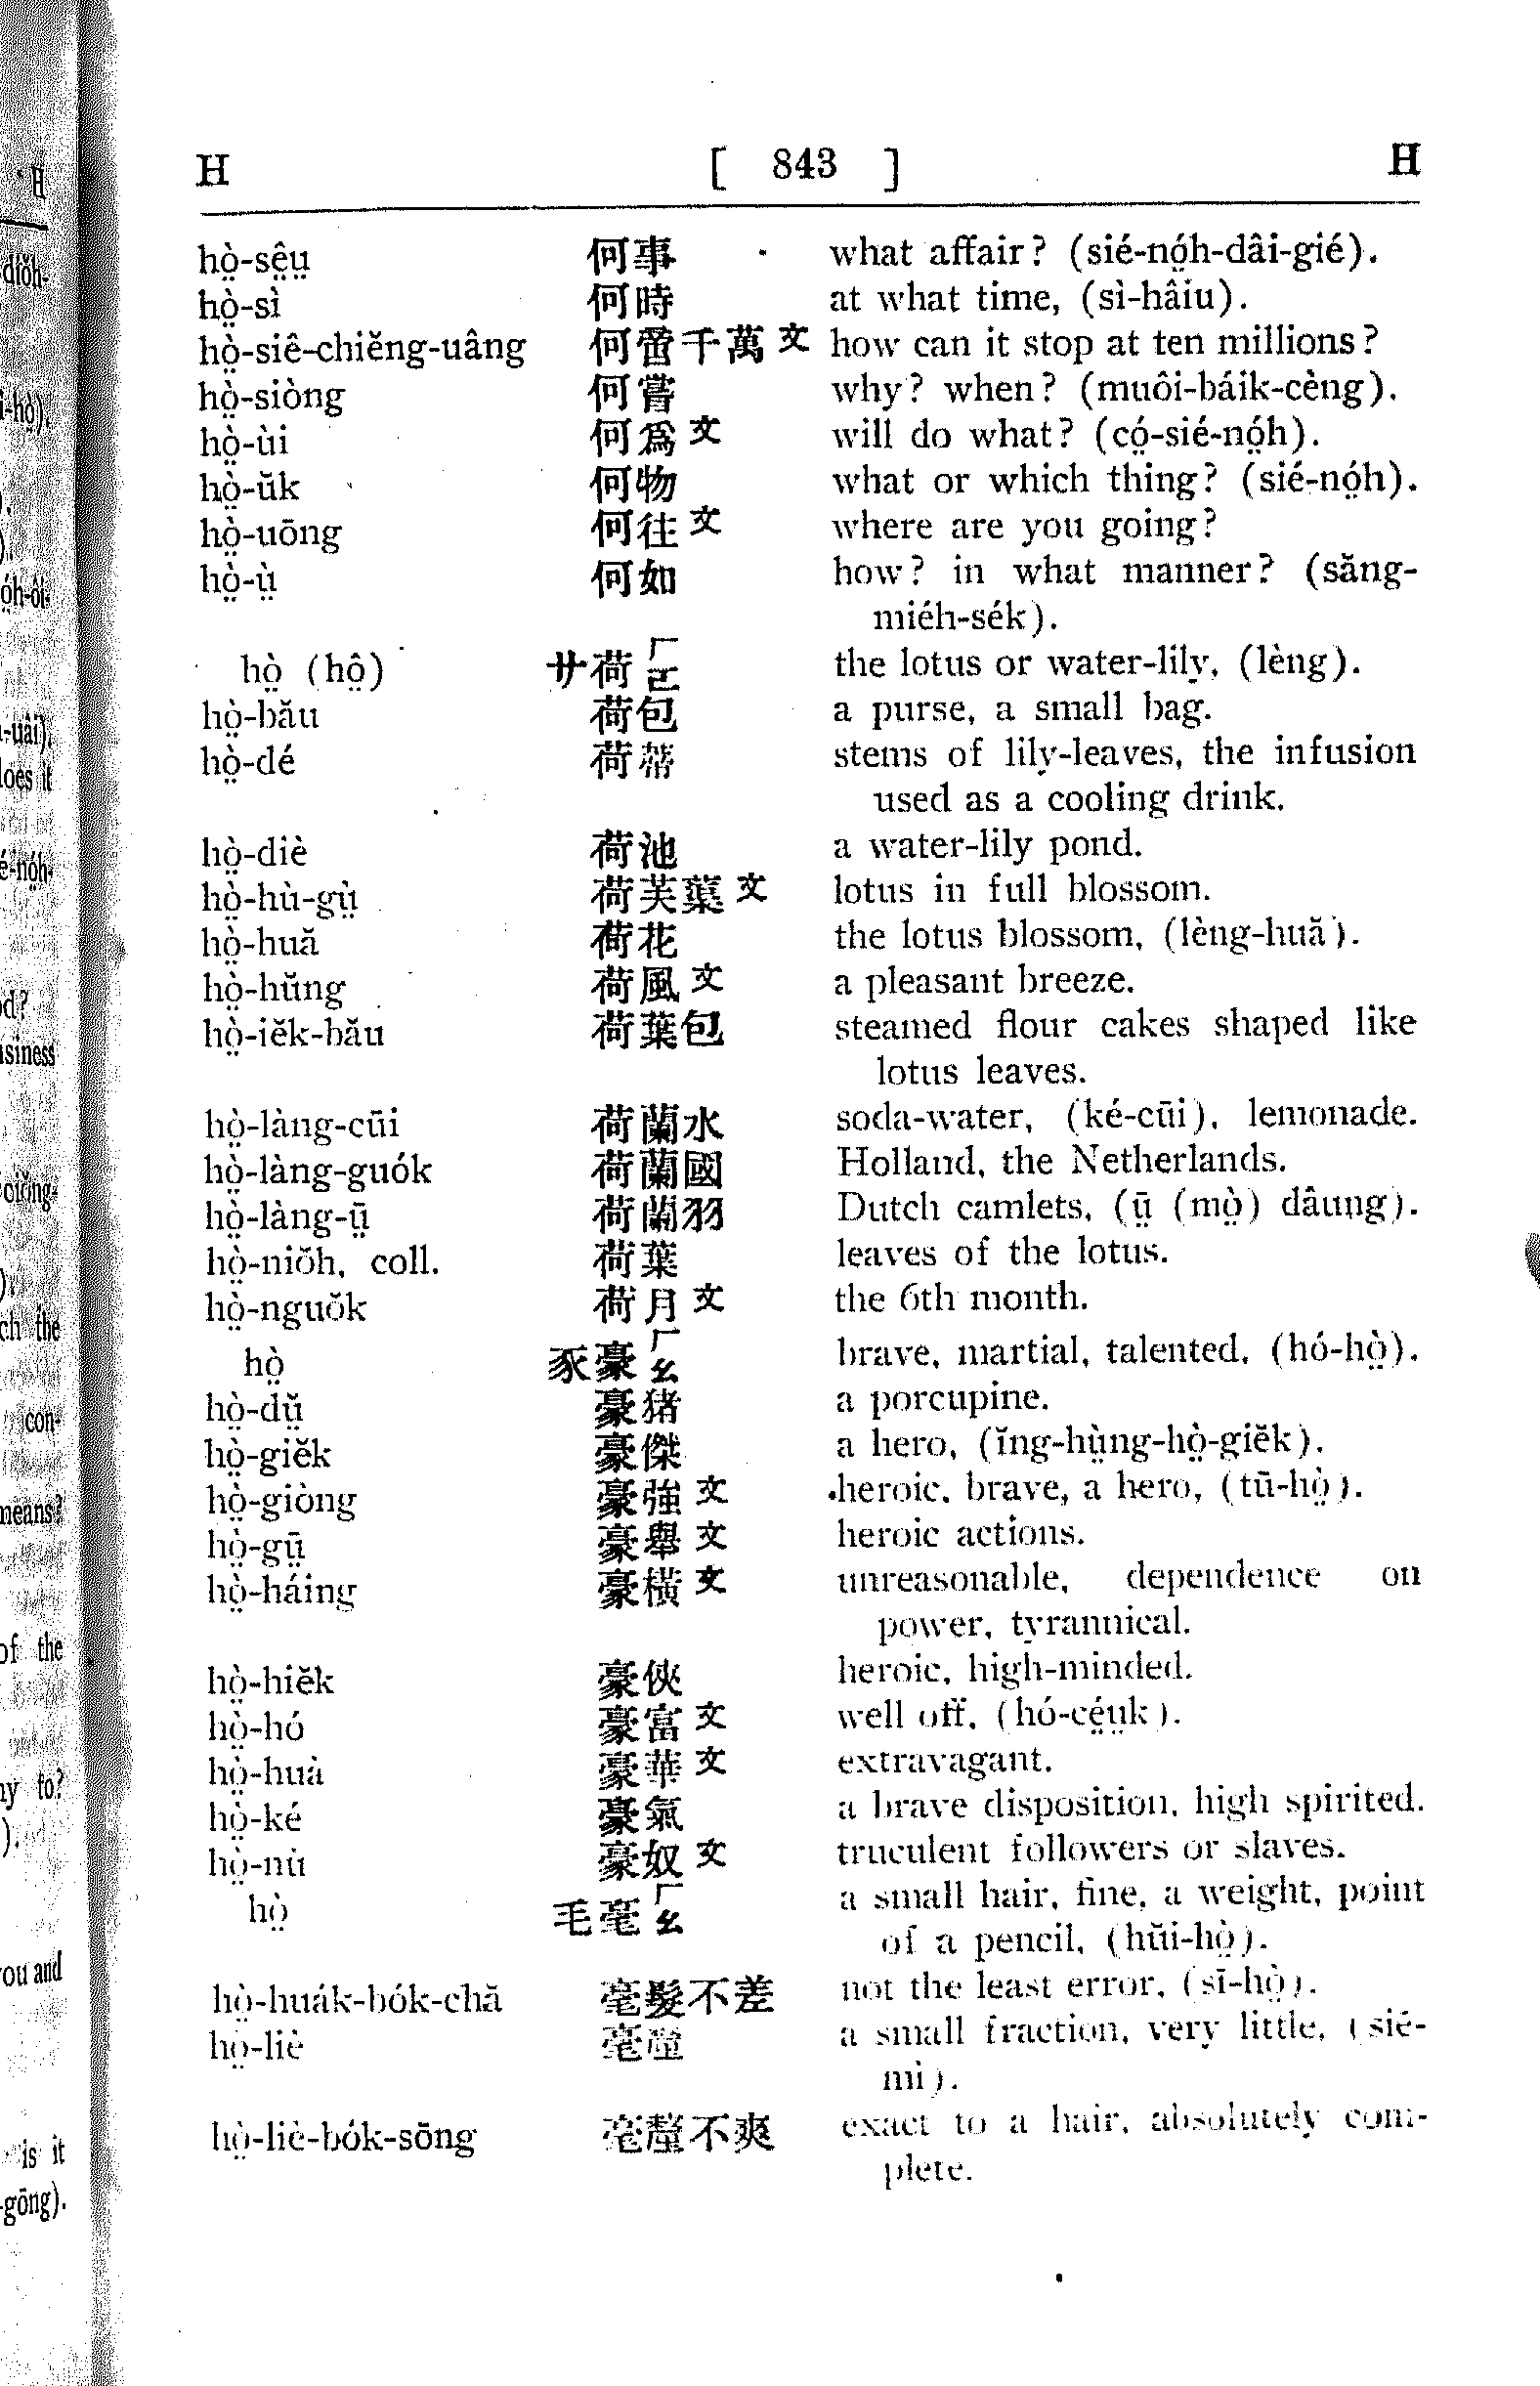 H [ 843 ] H
họ̤̀-sê̤ṳ 何事 what affair? (sié-nó̤h-dâi-gié).
hò̤-sì 何時 at what time, (sì-hâiu).
hò̤-siê-chiĕng-uâng 何啻千萬文 how can it stop at ten millions?
hò̤-siòng 何嘗 why? when? (muôi-báik-cèng).
hò̤-ùi 何爲文 will do what? (có̤-sié-nó̤h).
hò̤-ŭk 何物 what or which thing? (sié-nó̤h).
hò̤-uōng 何往文 where are you going?
hò̤-ṳ̀ 何如 how? in what manner? (săng-
miéh-sék).
hò̤ (hô̤) 艹荷ㄏㄛ the lotus or water-lily, (lèng).
hò̤-bău 荷包 a purse, a small bag.
hò̤-dé 荷蒂 stems of lily-leaves, the infusion
used as a cooling drink.
hò̤-diè 荷池 a water-lily pond.
hò̤-hù-gṳ̀ 荷芙蕖文 lotus in full blossom.
hò̤-huă 荷花 the lotus blossom, (lèng-huă).
hò̤-hŭng 荷風文 a pleasant breeze.
hò̤-iĕk-bău 荷葉包 steamed flour cakes shaped like
lotus leaves.
hò̤-làng-cūi 荷蘭水 soda-water, (ké-cūi), lemonade.
hò̤-làng-guók 荷蘭國 Holland, the Netherlands.
hò̤-làng-ṳ̄ 荷蘭羽 Dutch camlets, (ṳ̄ (mò̤) dâung).
hò̤-niŏh, coll. 荷葉 leaves of the lotus.
hò̤-nguŏk 荷月文 the 6th month.
hò̤ 豕豪ㄏㄠ brave, martial, talented, (hó-hò̤).
hò̤-dṳ̆ 豪猪 a porcupine.
hò̤-giĕk 豪傑 a hero, (ĭng-hṳ̀ng-hò̤-giĕk).
hò̤-giòng 豪強文 heroic, brave, a hero, (tū-hò̤).
hò̤-gṳ̄ 豪舉文 heroic actions.
hò̤-háing 豪橫文 unreasonable, dependence on
power, tyrannical.
hò̤-hiĕk 豪俠 heroic, high-minded.
hò̤-hó 豪富文 well off, (hó-cé̤ṳk).
hò̤-huà 豪華文 extravagant.
hò̤-ké 豪氣 a brave disposition, high spirited.
hò̤-nù 豪奴文 truculent followers or slaves.
hò̤ 毛毫ㄏㄠ a small hair, fine, a weight, point
of a pencil, (hŭi-hò̤).
hò̤-huák-bók-chă 毫髮不差 not the least error, (sĭ-hò̤).
hò̤-liè 毫釐 a small fraction, very little, (sié-
mì).
hò̤-liè-bók-sōng 毫釐不爽 exact to a hair, absolutely com-
plete.